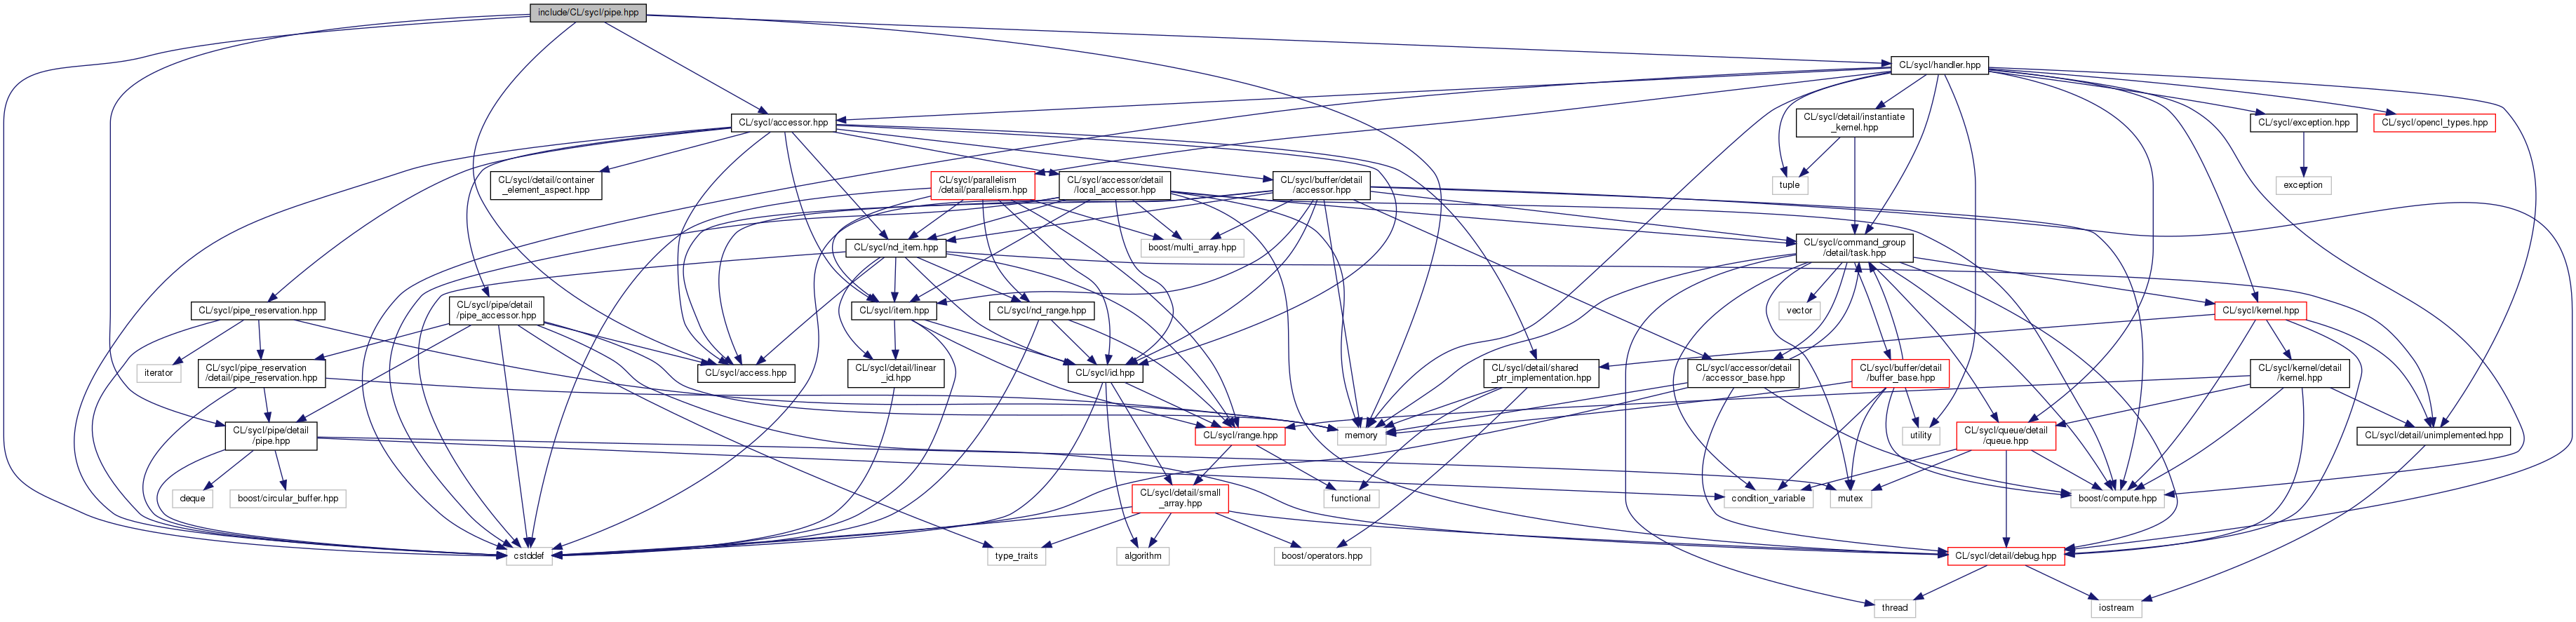 include/CL/sycl/pipe.hpp
CL/sycl/handler.hpp
CL/sycl/accessor.hpp
CL/sycl/detail/instantiate
_kernel.hpp
CL/sycl/exception.hpp
CL/sycl/opencl_types.hpp
CL/sycl/detail/container
_element_aspect.hpp
CL/sycl/parallelism
/detail/parallelism.hpp
CL/sycl/accessor/detail
/local_accessor.hpp
CL/sycl/buffer/detail
/accessor.hpp
tuple
exception
CL/sycl/nd_item.hpp
boost/multi_array.hpp
CL/sycl/command_group
/detail/task.hpp
CL/sycl/pipe_reservation.hpp
CL/sycl/pipe/detail
/pipe_accessor.hpp
CL/sycl/item.hpp
CL/sycl/nd_range.hpp
vector
CL/sycl/kernel.hpp
iterator
CL/sycl/pipe_reservation
/detail/pipe_reservation.hpp
CL/sycl/access.hpp
CL/sycl/detail/linear
_id.hpp
CL/sycl/id.hpp
CL/sycl/detail/shared
_ptr_implementation.hpp
CL/sycl/accessor/detail
/accessor_base.hpp
CL/sycl/buffer/detail
/buffer_base.hpp
CL/sycl/kernel/detail
/kernel.hpp
CL/sycl/pipe/detail
/pipe.hpp
CL/sycl/range.hpp
memory
CL/sycl/queue/detail
/queue.hpp
utility
CL/sycl/detail/unimplemented.hpp
deque
boost/circular_buffer.hpp
CL/sycl/detail/small
_array.hpp
functional
condition_variable
mutex
boost/compute.hpp
cstddef
type_traits
algorithm
boost/operators.hpp
CL/sycl/detail/debug.hpp
thread
iostream